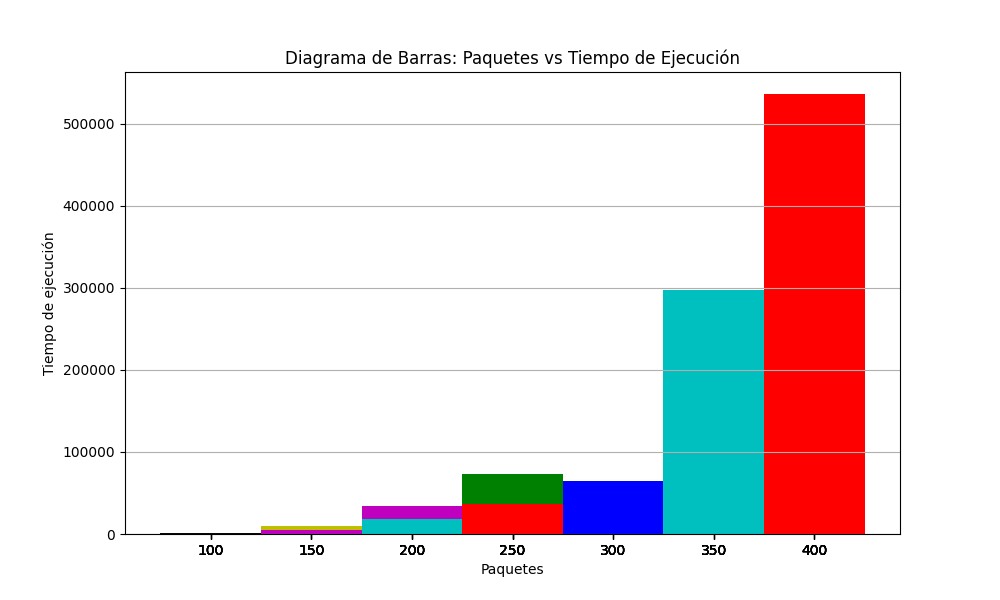 Diagrama de Barras: Paquetes vs Tiempo de Ejecución
500000
400000
300000
200000
100000
0
Tiempo de ejecución
100 150 200 250 300 350 400
Paquetes